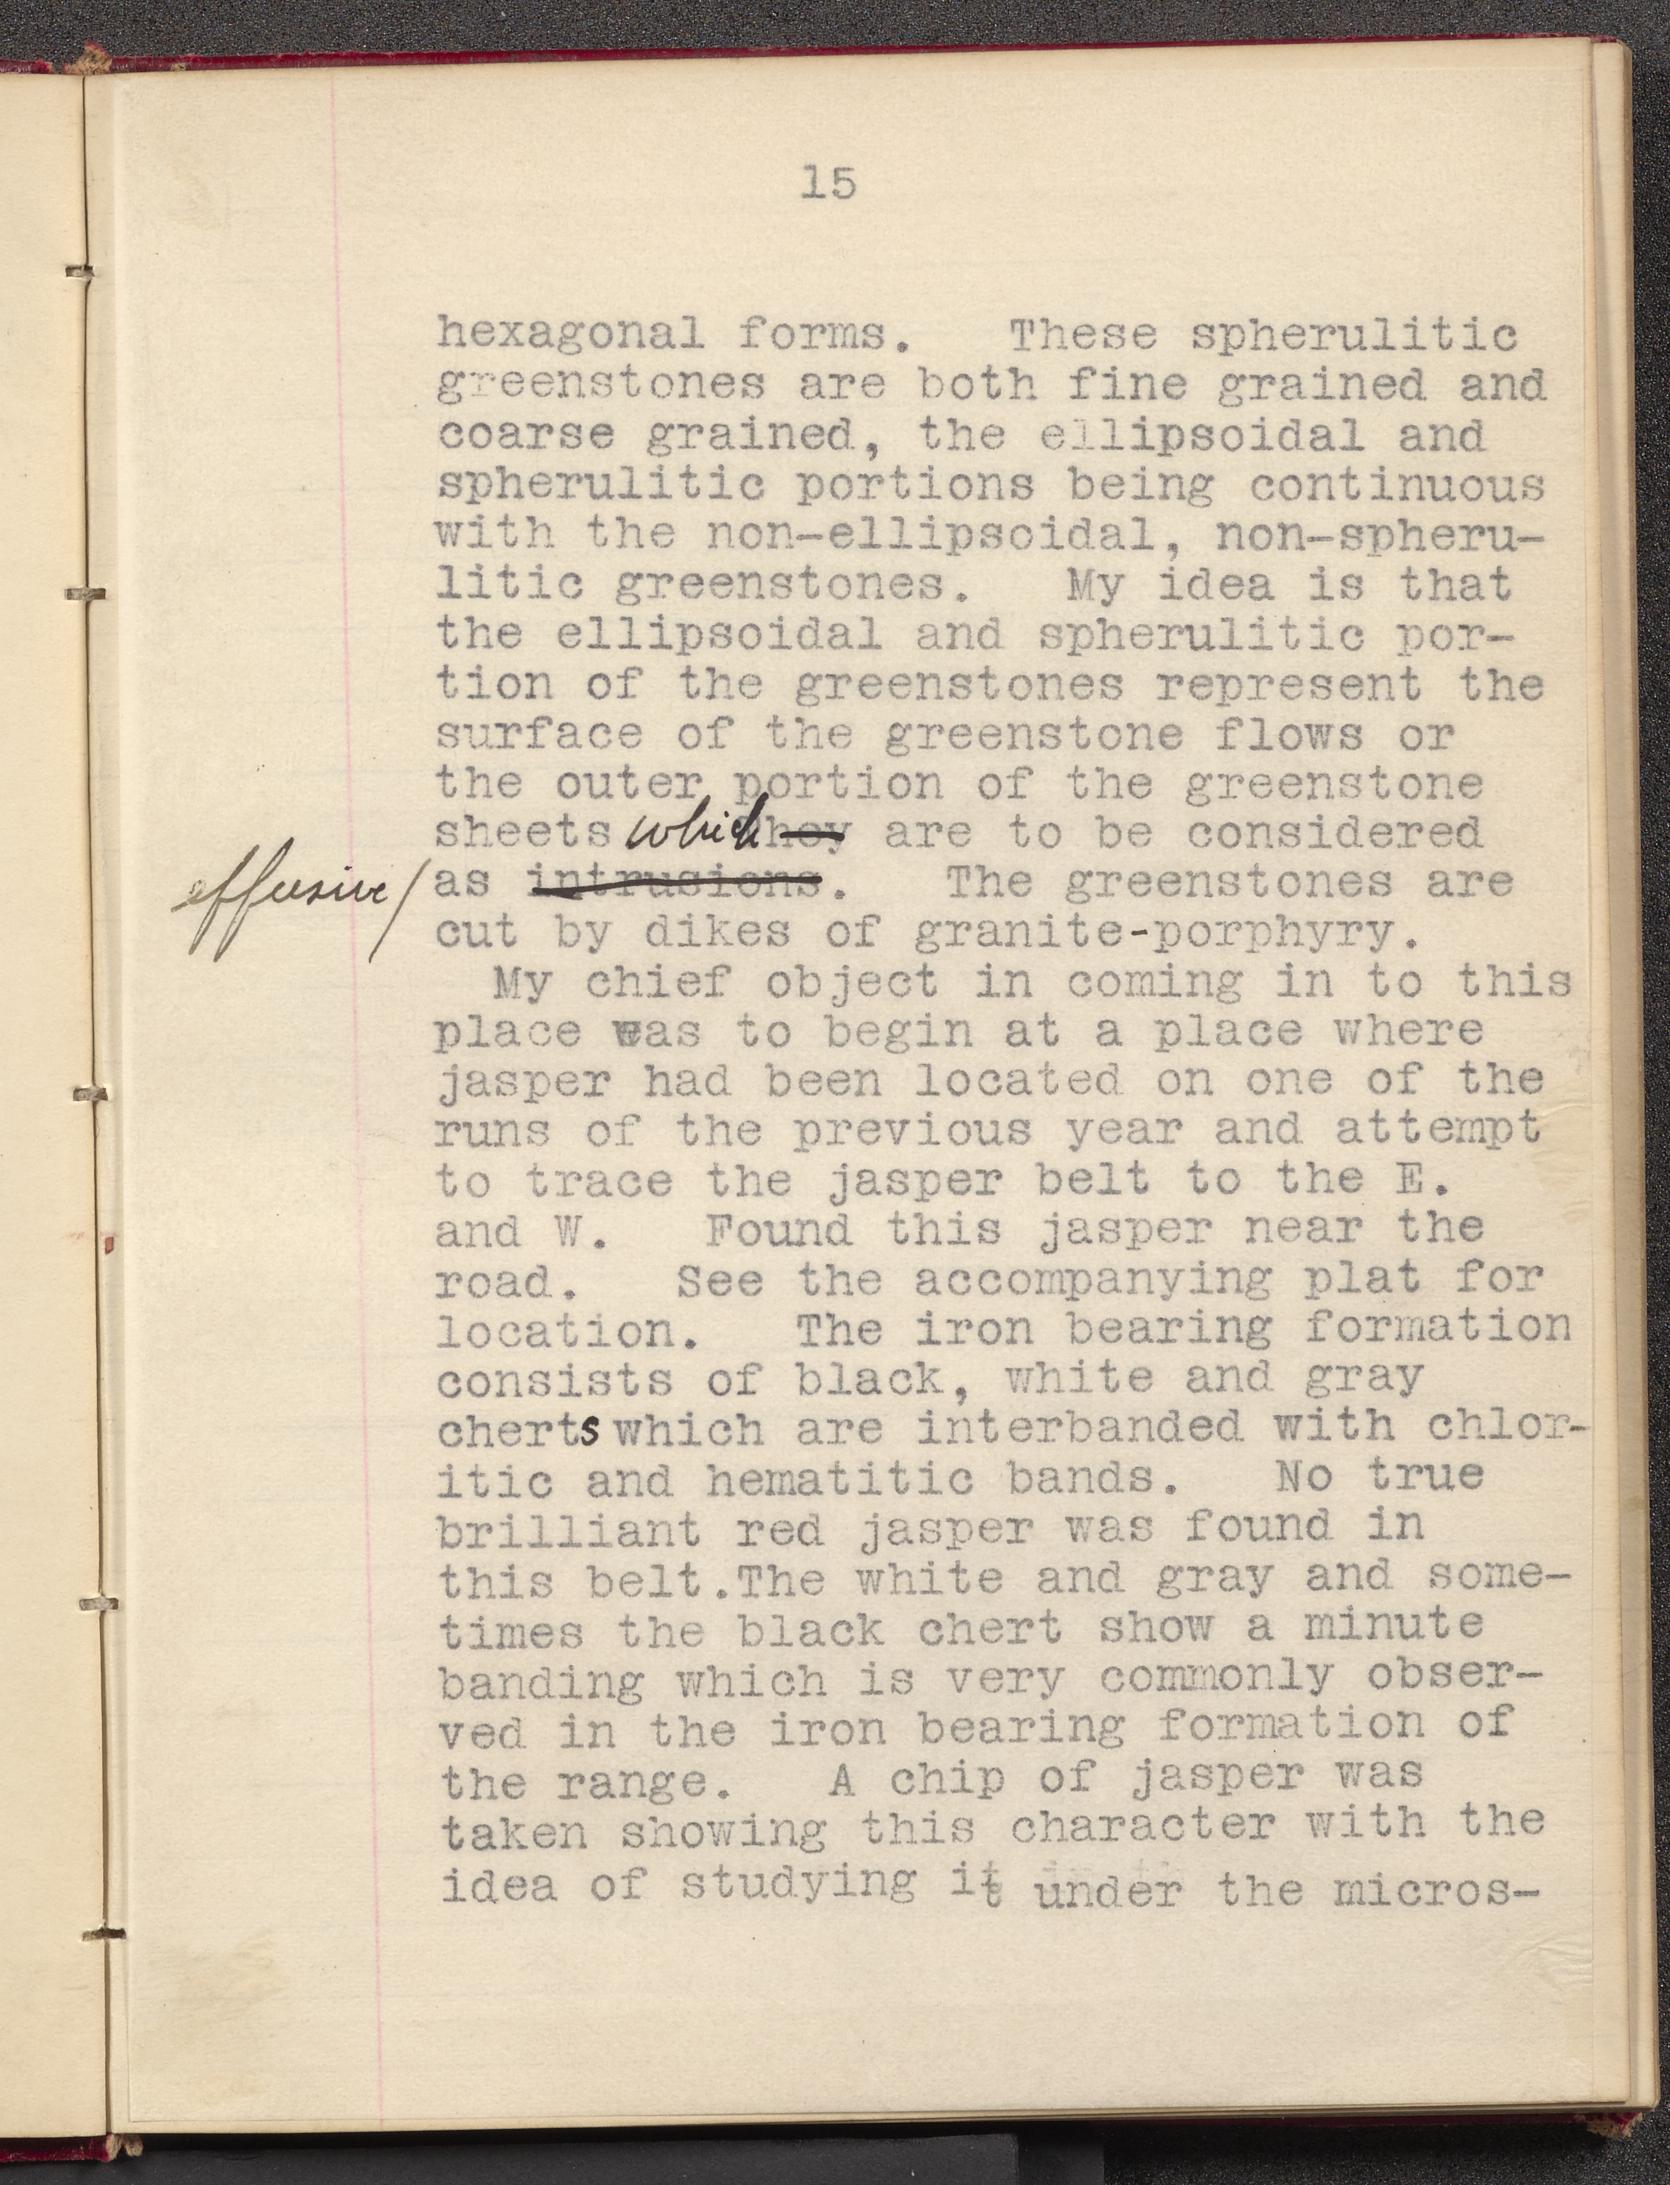 15
hexagonal forms. These spherulitic
greenstones are both fine grained and
coarse grained, the ellipsoidal and
spherulitic portions being continuous
with the non-ellipsoidal, non-spheru-
litic greenstones. My idea is that
the ellipsoidal and spherulitic por-
tion of the greenstones represent the
surface of the greenstone flows or
the outer portion of the greenstone
sheets which they are to be considered
effusive/ as intrusions. The greenstones are
cut by dikes of granite-porphyry.
My chief object in coming in to this
place was to begin at a place where
jasper had been located on one of the
runs of the previous year and attempt
to trace the jasper belt to the E.
and W. Found this jasper near the
road. See the accompanying plat for
location. The iron bearing formation
consists of black, white and gray
cherts which are interbanded with chlor-
itic and hematitic bands. No true
brilliant red jasper was found in
this belt.The white and gray and some-
times the black chert show a minute
banding which is very commonly obser-
ved in the iron bearing formation of
the range. A chip of jasper was
taken showing this character with the
idea of studying it under the micros-